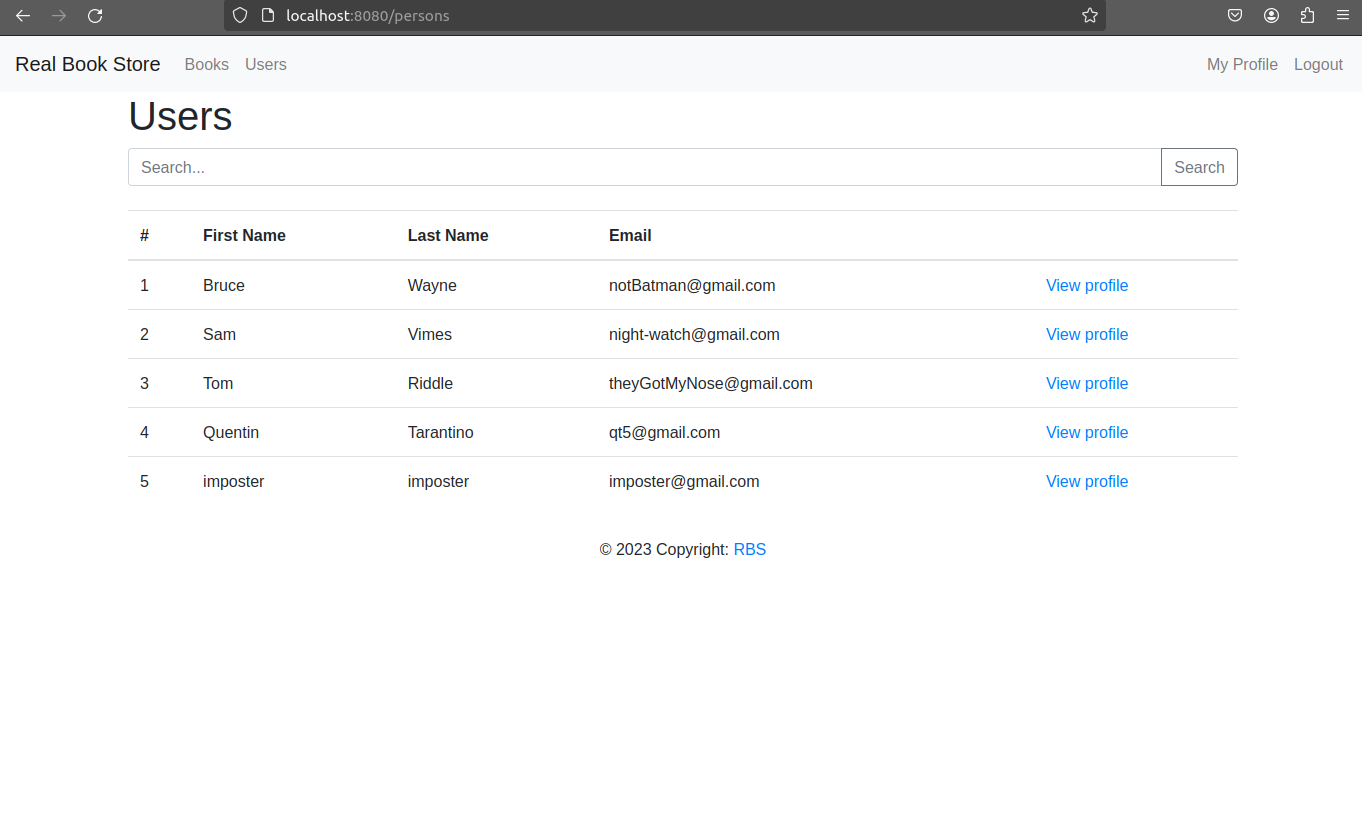 localhost:8080/persons
Real Book Store Books Users My Profile Logout
Users
Search... Search
# First Name Last Name Email
1 Bruce Wayne notBatman@gmail.com View profile
2 Sam Vimes night-watch@gmail.com View profile
3 Tom Riddle theyGotMyNose@gmail.com View profile
4 Quentin Tarantino qt5@gmail.com View profile
5 imposter imposter imposter@gmail.com View profile
© 2023 Copyright: RBS